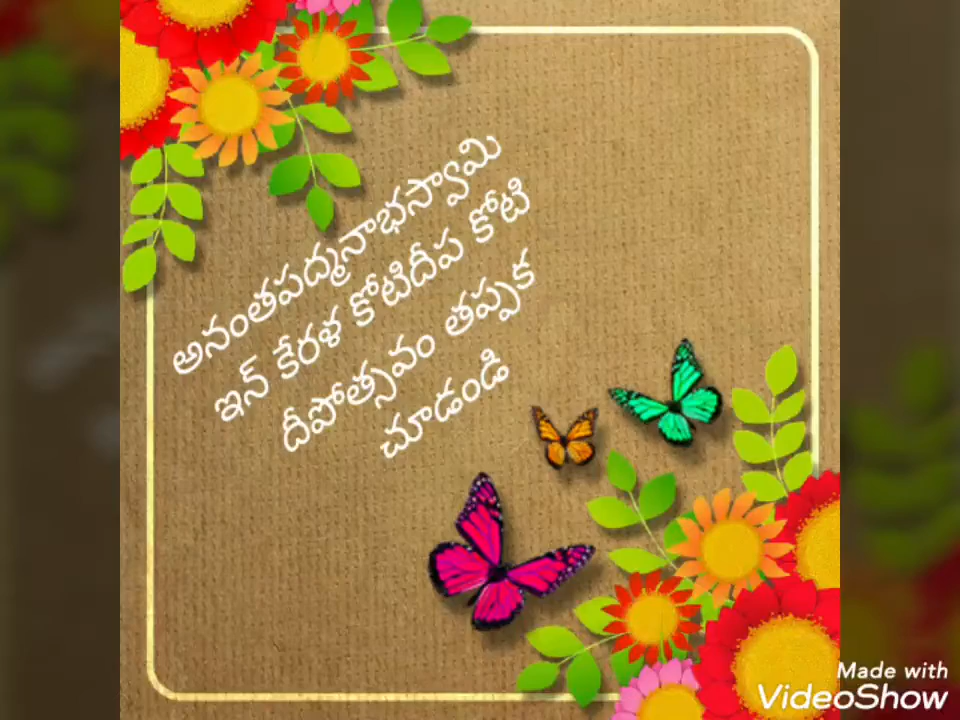 అనంతపద్మనాభస్వామి
ఇన్ కేరళ కోటిదీప కోటి
దీపోత్సవం తప్పక
చూడండి
Made with
VideoShow